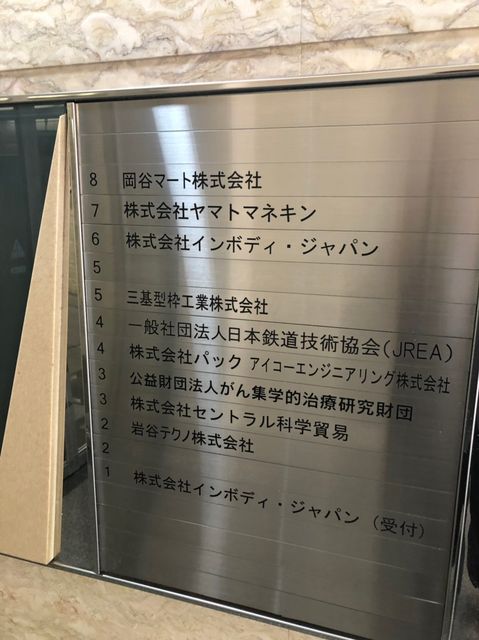 8 岡谷マート株式会社
7 株式会社ヤマトマネキン
6 株式会社インボディ・ジャパン
5
5 三基型枠工業株式会社
4 一般社団法人日本鉄道技術協会(JREA)
4 株式会社パック アイコーエンジニアリング株式会社
3 公益財団法人がん集学的治療研究財団
3 株式会社セントラル科学貿易
2 岩谷テクノ株式会社
2
1 株式会社インボディ・ジャパン (受付)